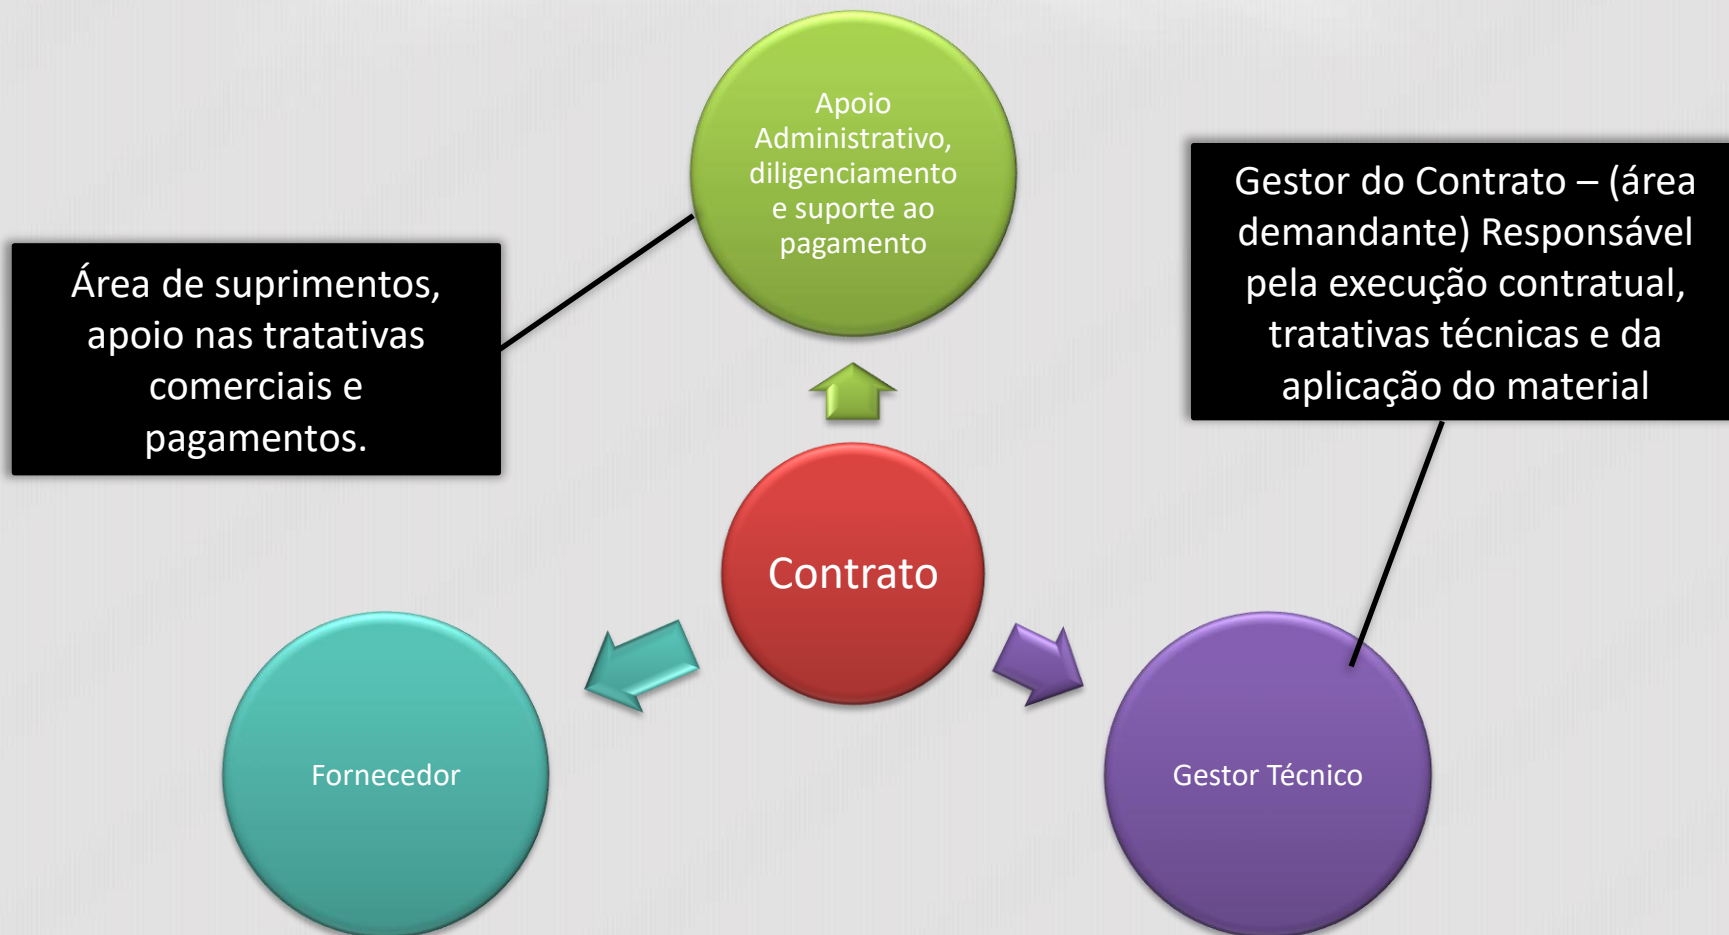 Apoio
Administrativo,
diligenciamento
e suporte ao
pagamento
Área de suprimentos,
apoio nas tratativas
comerciais e
pagamentos.
Gestor do Contrato – (área
demandante) Responsável
pela execução contratual,
tratativas técnicas e da
aplicação do material
Contrato
Fornecedor
Gestor Técnico